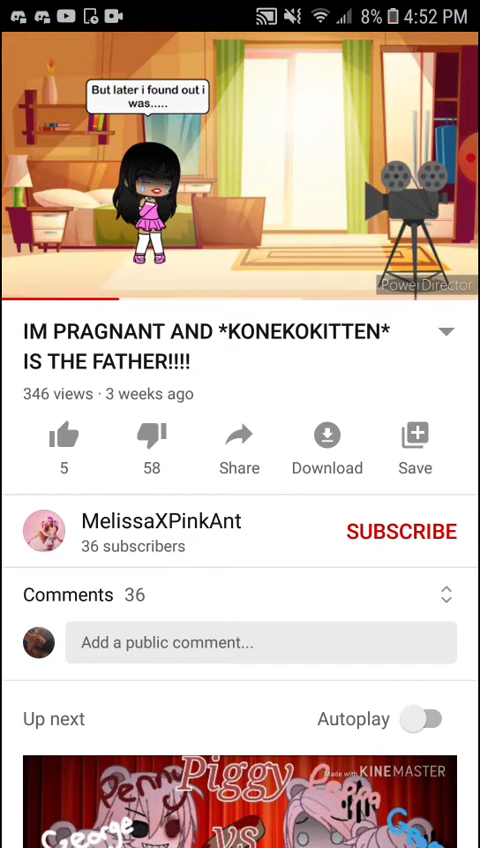 8% 4:52 PM
But later i found out i
was.....
PowerDirector
IM PRAGNANT AND *KONEKOKITTEN*
IS THE FATHER!!!!
346 views · 3 weeks ago
5
58
Share
Download
Save
MelissaXPinkAnt
36 subscribers
SUBSCRIBE
Comments 36
Add a public comment...
Up next
Autoplay
Made with KINEMASTER
Penny
Piggy
George
vs